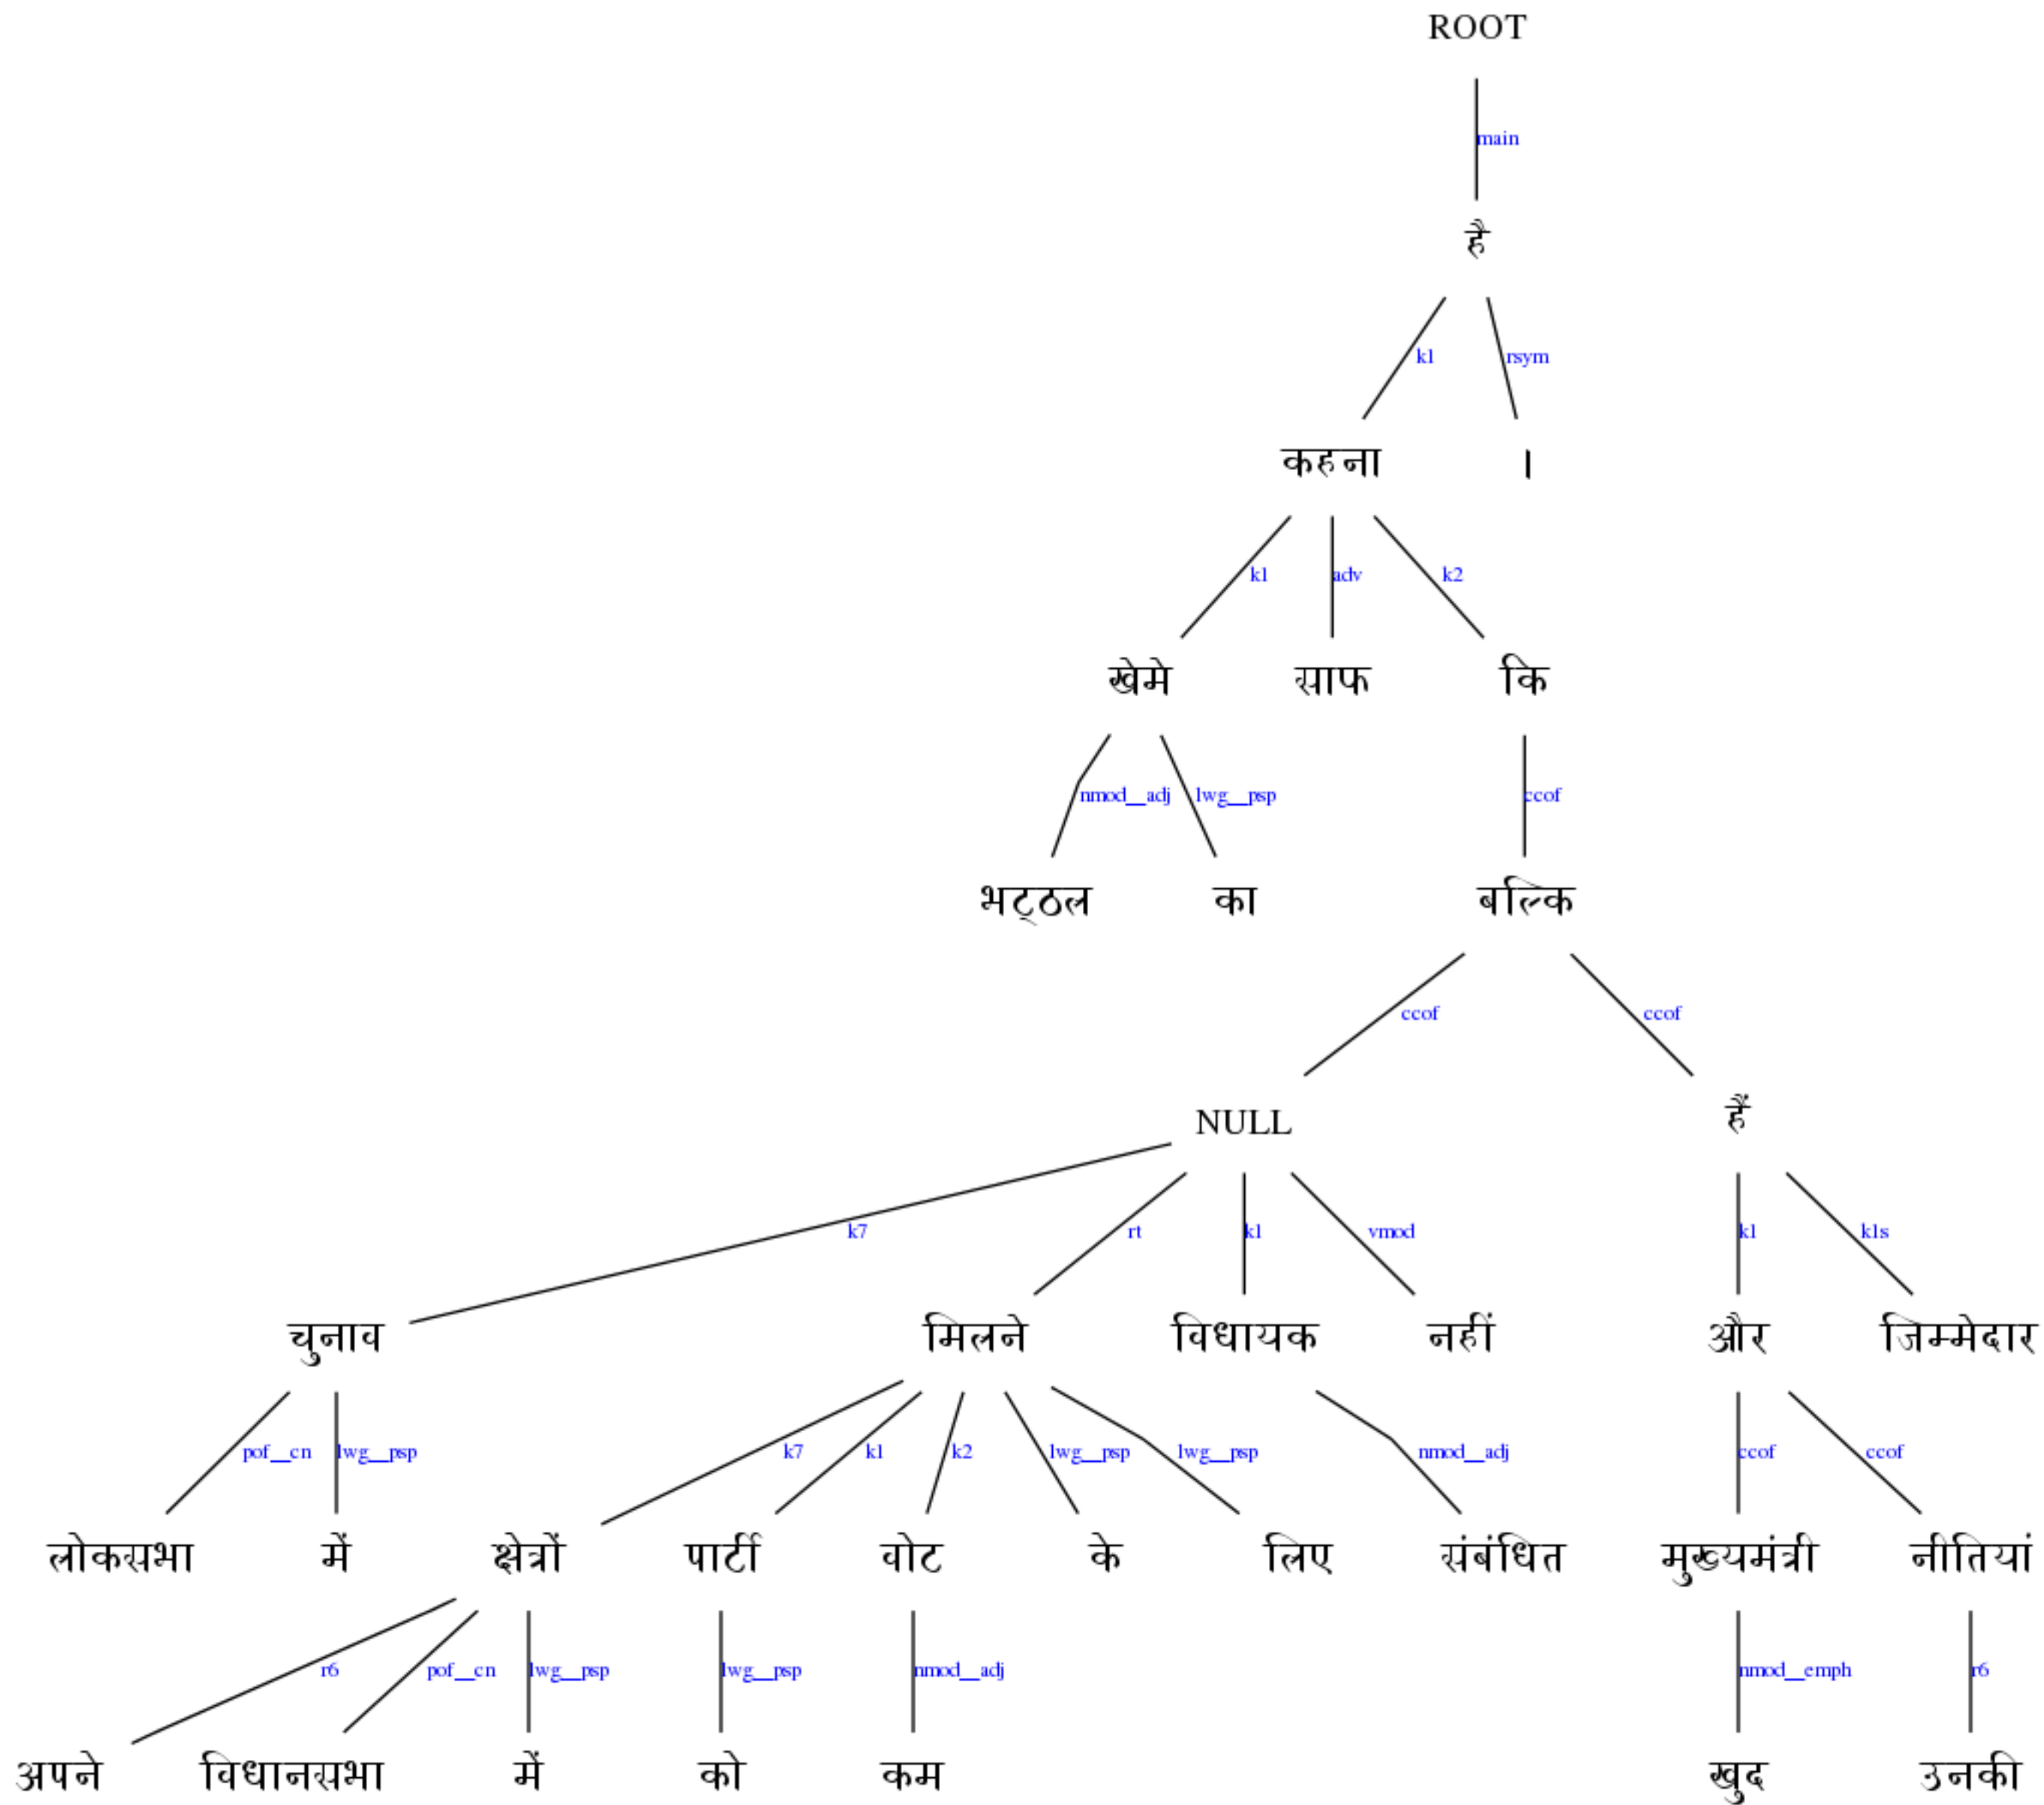 ROOT
main
है
k1 rsym
कहना ।
k1 adv k2
खेमे साफ कि
nmod__adj lwg__psp ccof
भट्ठल का बल्कि
ccof ccof
NULL हैं
k7 rt k1 vmod k1 k1s
चुनाव मिलने विधायक नहीं और जिम्मेदार
pof__cn lwg__psp k7 k1 k2 lwg__psp lwg__psp nmod__adj ccof ccof
लोकसभा में क्षेत्रों पार्टी वोट के लिए संबंधित मुख्यमंत्री नीतियां
r6 pof__cn lwg__psp lwg__psp nmod__adj nmod__emph r6
अपने विधानसभा में को कम खुद उनकी